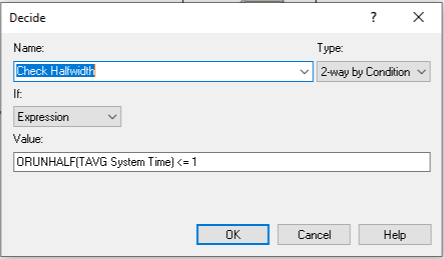 Decide
?
Name:
Type:
Check Halfwidth
2-way by Condition
If:
Expression
Value:
ORUNHALF(TAVG System Time) <= 1
OK
Cancel
Help